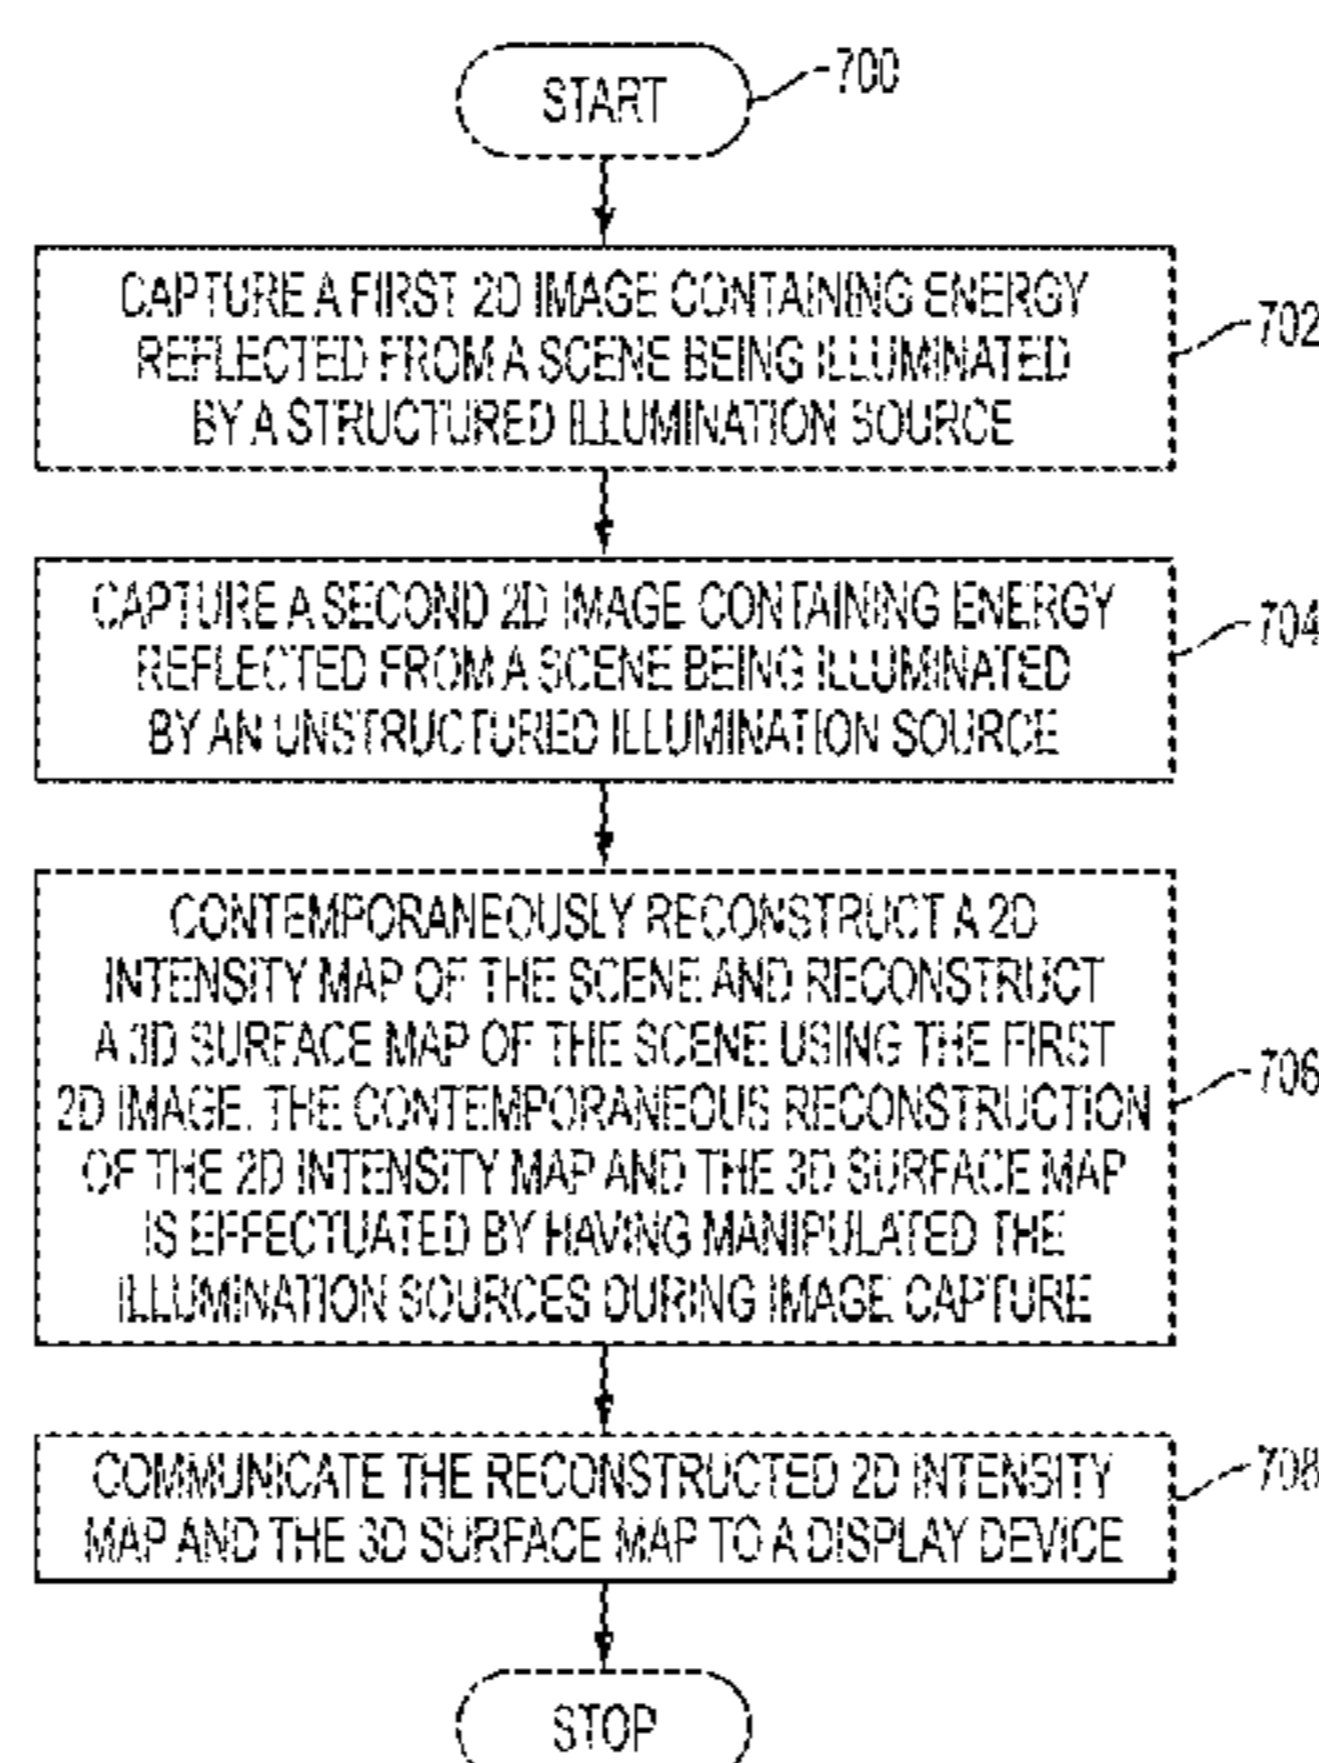 START
700
CAPTURE A FIRST 2D IMAGE CONTAINING ENERGY
REFLECTED FROM A SCENE BEING ILLUMINATED
BY A STRUCTURED ILLUMINATION SOURCE
702
CAPTURE A SECOND 2D IMAGE CONTAINING ENERGY
REFLECTED FROM A SCENE BEING ILLUMINATED
BY AN UNSTRUCTURED ILLUMINATION SOURCE
704
CONTEMPORANEOUSLY RECONSTRUCT A 2D
INTENSITY MAP OF THE SCENE AND RECONSTRUCT
A 3D SURFACE MAP OF THE SCENE USING THE FIRST
2D IMAGE. THE CONTEMPORANEOUS RECONSTRUCTION
OF THE 2D INTENSITY MAP AND THE 3D SURFACE MAP
IS EFFECTUATED BY HAVING MANIPULATED THE
ILLUMINATION SOURCES DURING IMAGE CAPTURE
706
COMMUNICATE THE RECONSTRUCTED 2D INTENSITY
MAP AND THE 3D SURFACE MAP TO A DISPLAY DEVICE
708
STOP